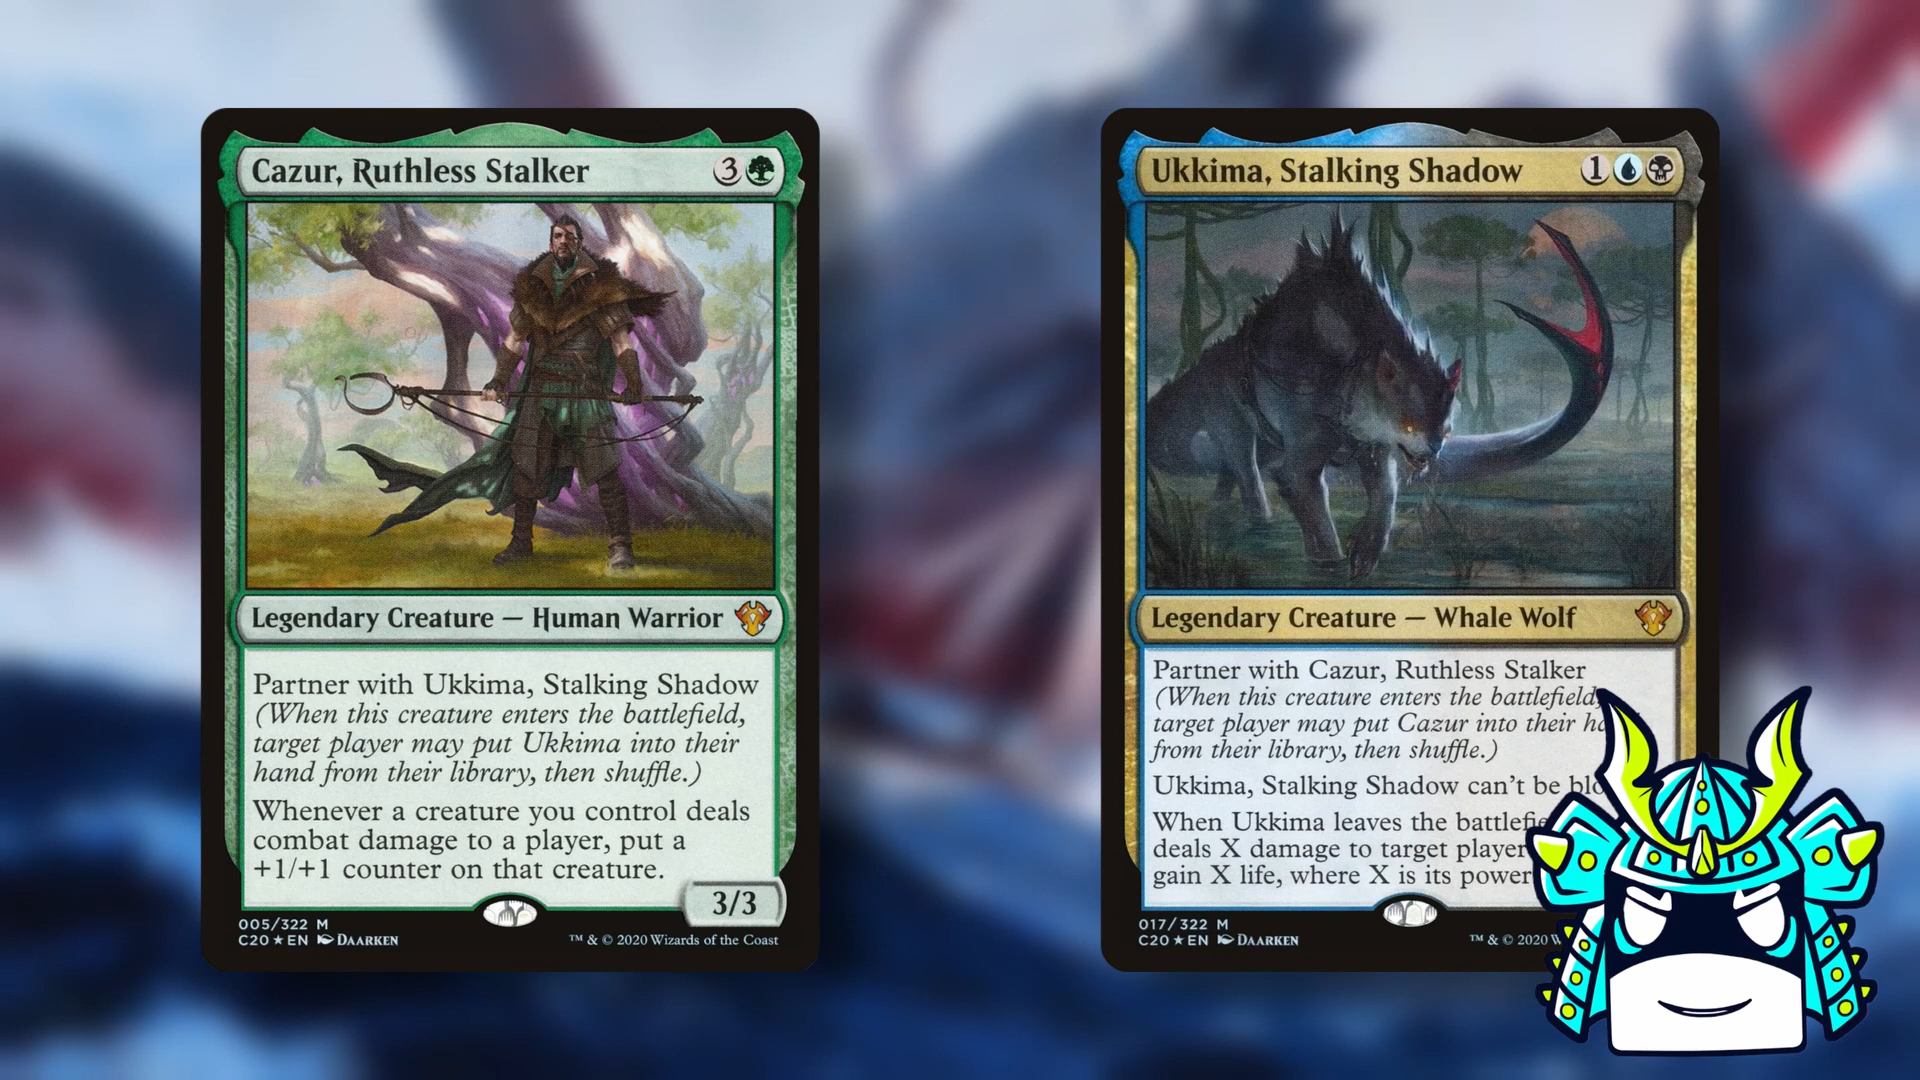 Cazur, Ruthless Stalker 3
Legendary Creature — Human Warrior
Partner with Ukkima, Stalking Shadow
(When this creature enters the battlefield,
target player may put Ukkima into their
hand from their library, then shuffle.)
Whenever a creature you control deals
combat damage to a player, put a
+1/+1 counter on that creature.
3/3
005/322 M
C20★EN DAARKEN
™ & © 2020 Wizards of the Coast
Ukkima, Stalking Shadow 1
Legendary Creature — Whale Wolf
Partner with Cazur, Ruthless Stalker
(When this creature enters the battlefield,
target player may put Cazur into their
from their library, then shuffle.)
Ukkima, Stalking Shadow can't be
When Ukkima leaves the
deals X damage to target player
gain X life, where X is its power
017/322 M
C20★EN DAARKEN
™ & © 2020